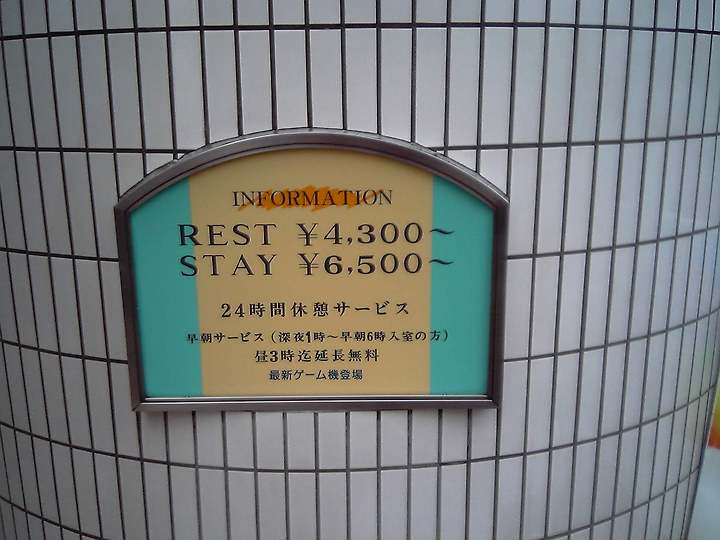 INFORMATION
REST ¥4,300～
STAY ¥6,500～
24時間休憩サービス
早朝サービス（深夜1時～早朝6時入室の方）
昼3時迄延長無料
最新ゲーム機登場